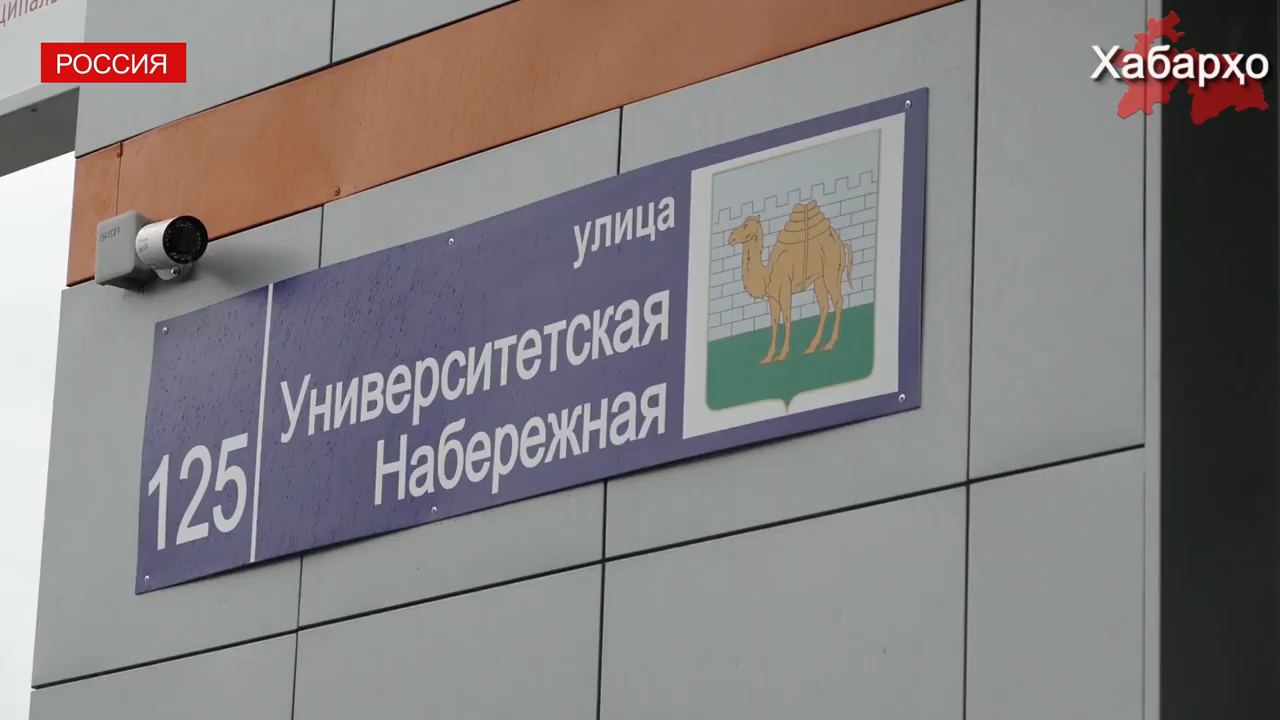 РОССИЯ
Хабарҳо
улица
Университетская
Набережная
125